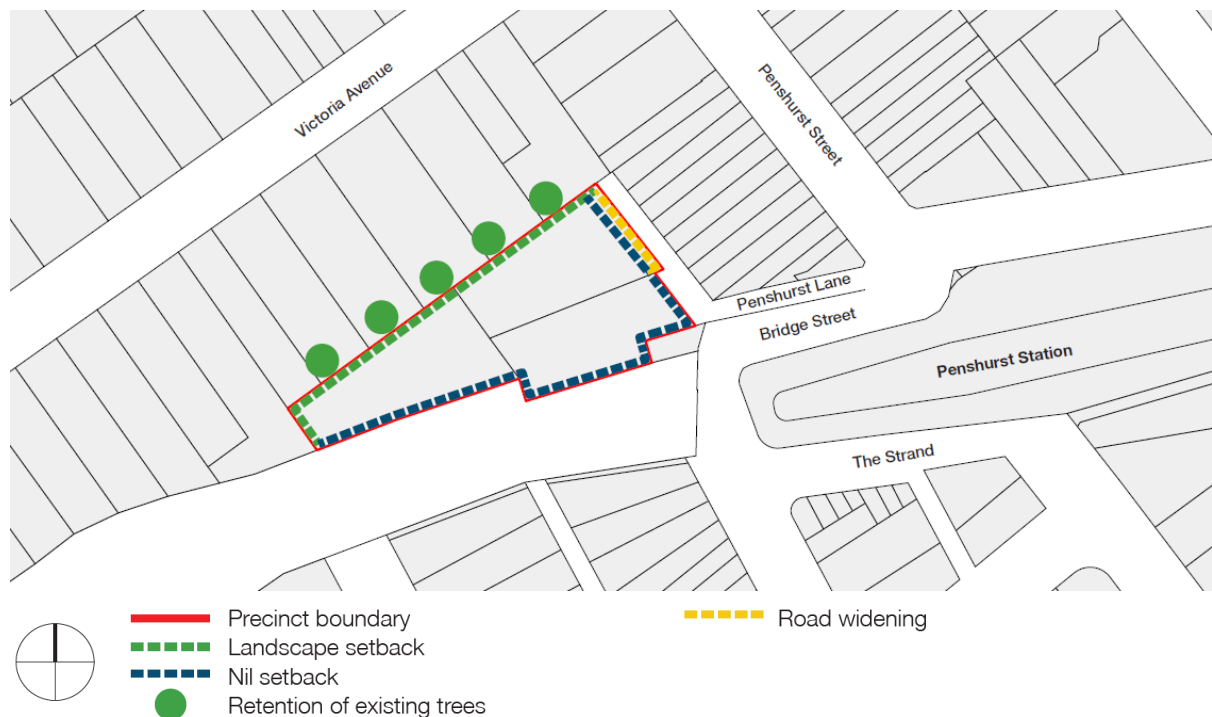 Victoria Avenue
Penshurst Street
Penshurst Lane
Bridge Street
Penshurst Station
The Strand
Precinct boundary
Road widening
Landscape setback
Nil setback
Retention of existing trees